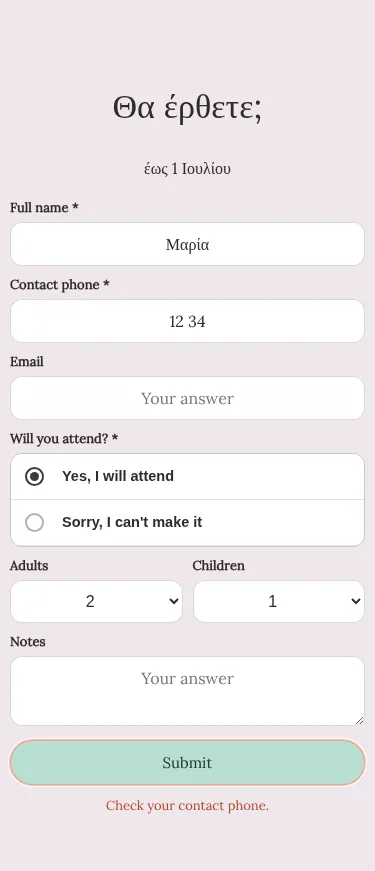 Θα έρθετε;
έως 1 Ιουλίου
Full name *
Μαρία
Contact phone *
12 34
Email
Your answer
Will you attend? *
Yes, I will attend
Sorry, I can't make it
Adults Children
2 1
Notes
Your answer
Submit
Check your contact phone.